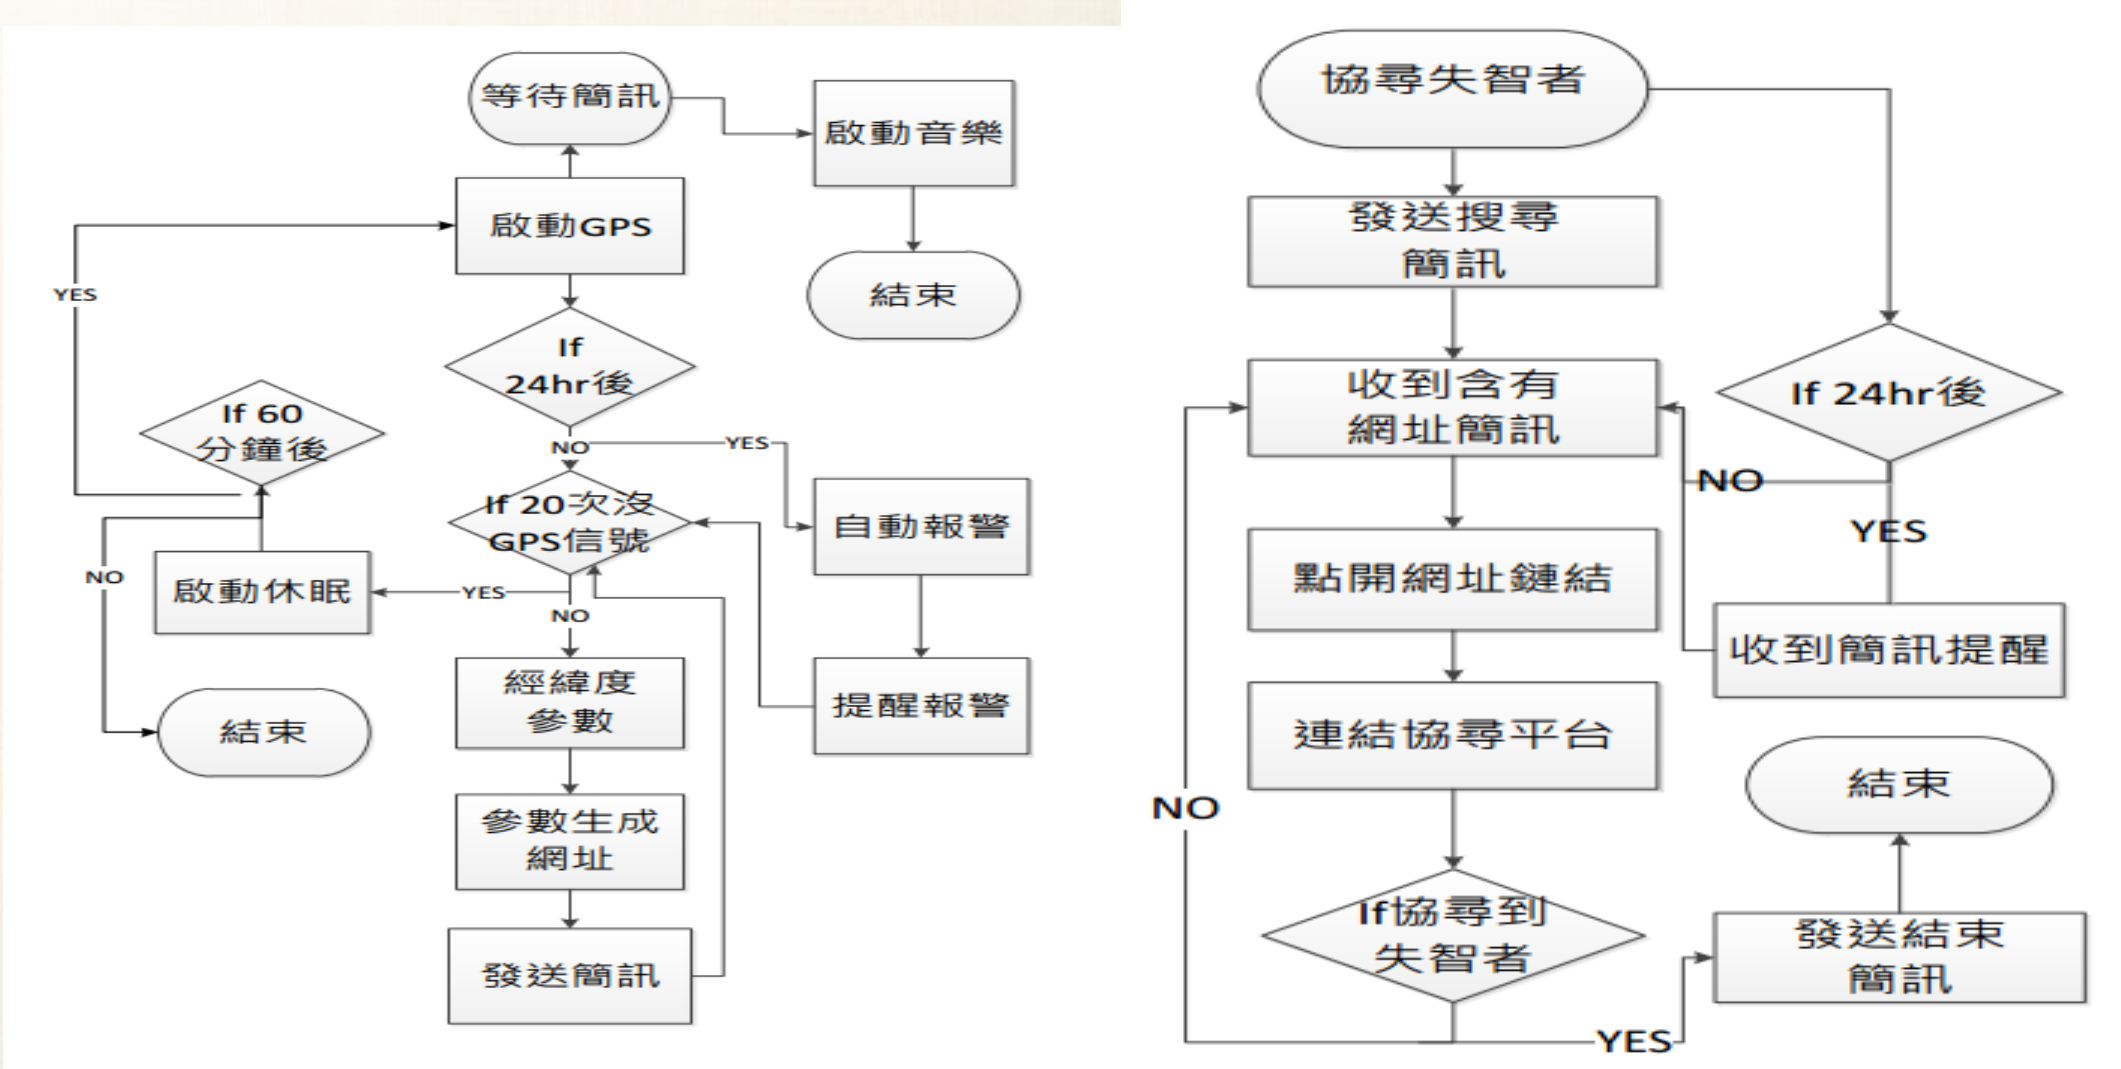 等待簡訊
啟動音樂
啟動GPS
結束
YES
If
24hr後
If 60
分鐘後
NO
YES
If 20次沒
GPS信號
自動報警
NO
啟動休眠
YES
NO
經緯度
參數
提醒報警
結束
參數生成
網址
發送簡訊
協尋失智者
發送搜尋
簡訊
收到含有
網址簡訊
If 24hr後
NO
YES
點開網址鏈結
收到簡訊提醒
連結協尋平台
結束
NO
If協尋到
失智者
發送結束
簡訊
YES